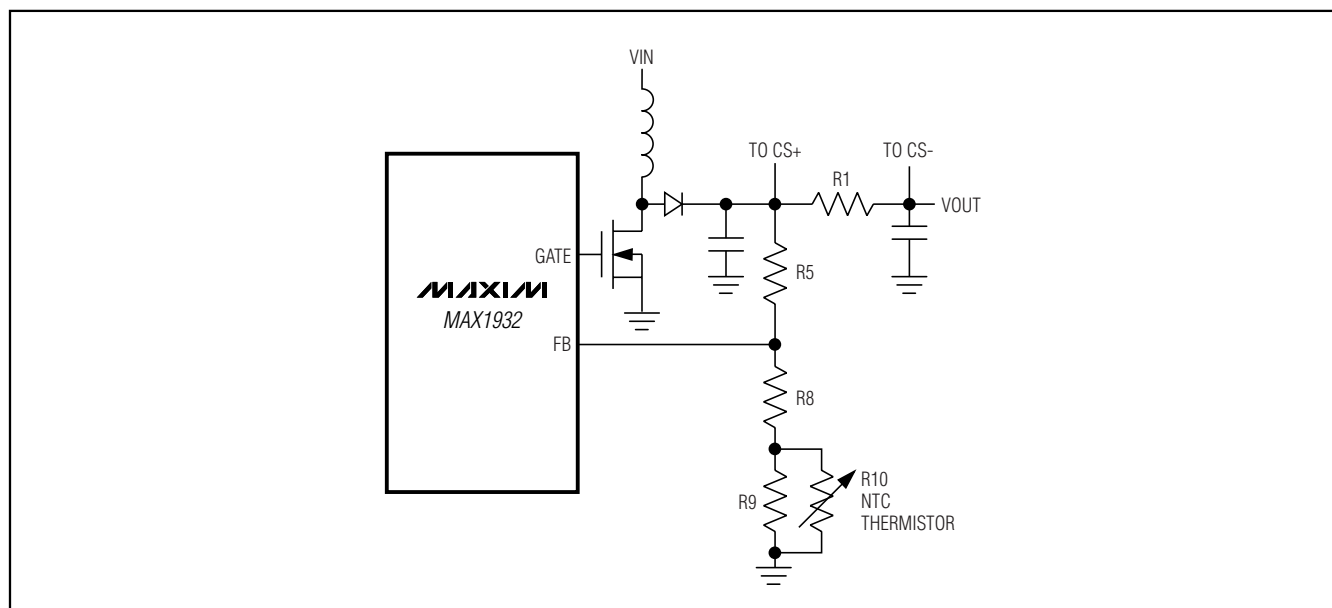 VIN
TO CS+
TO CS-
R1
VOUT
GATE
R5
MAXIM
MAX1932
FB
R8
R9
R10
NTC
THERMISTOR